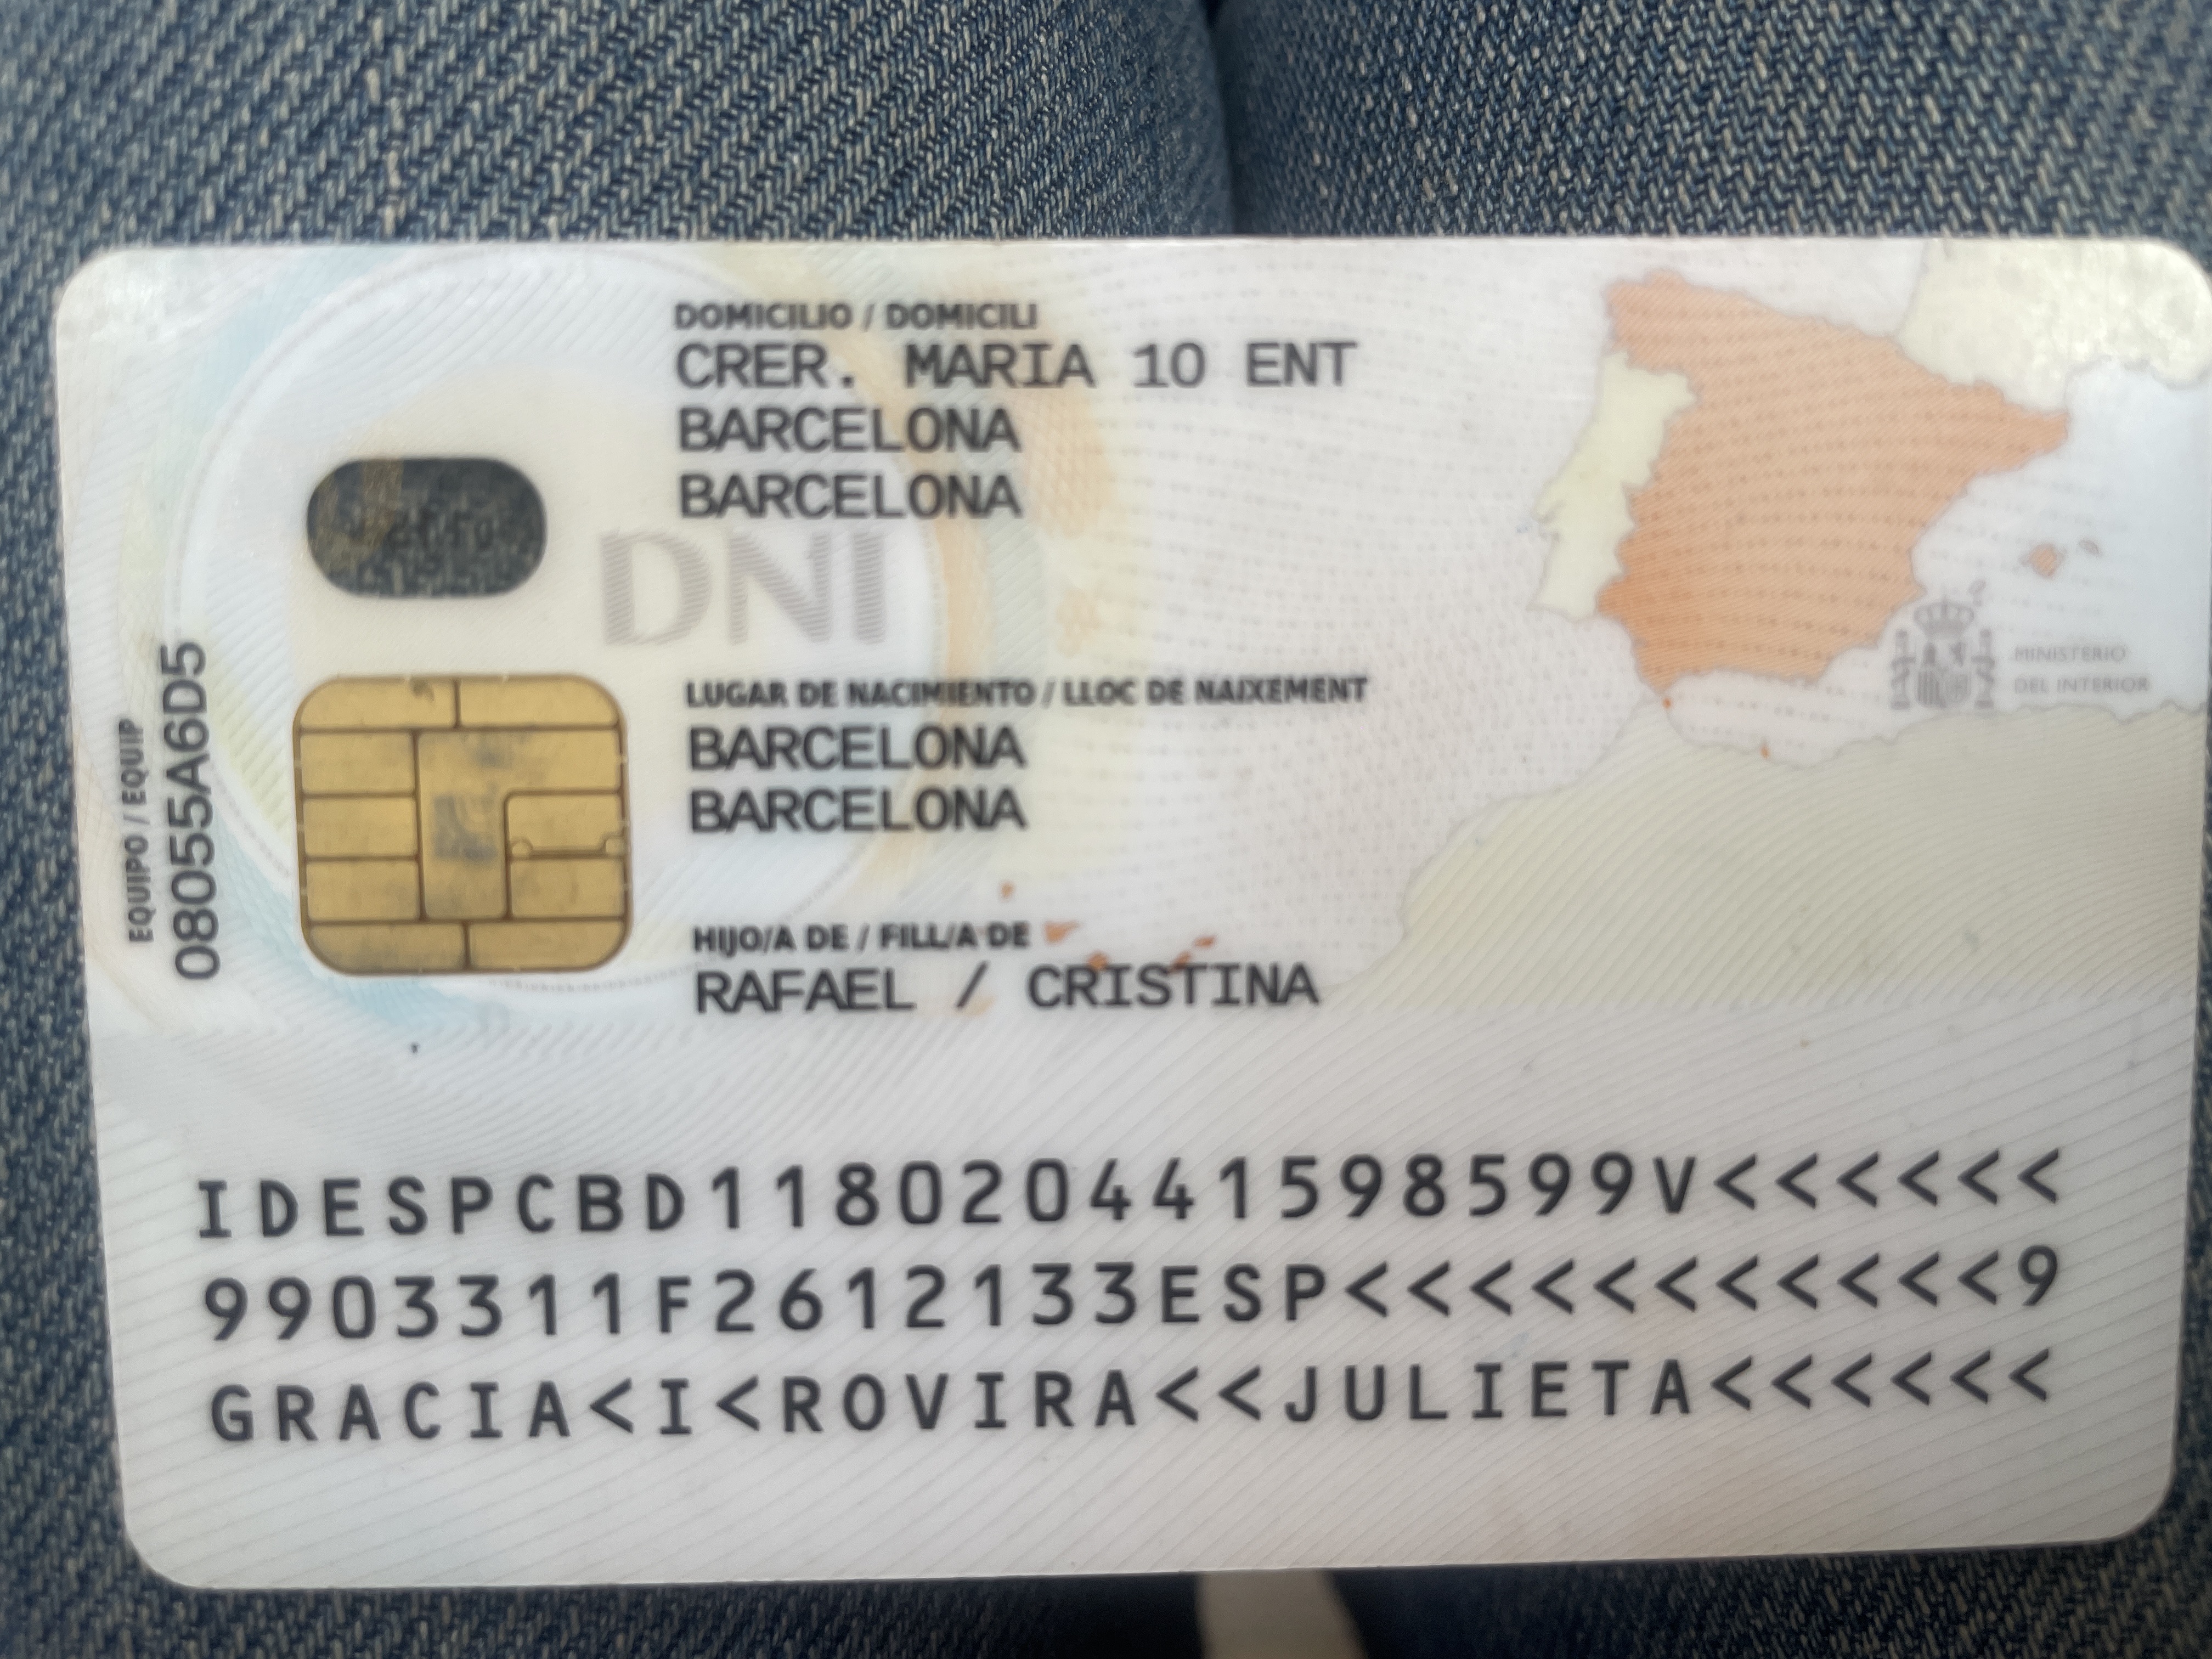 DOMICILIO / DOMICILI
CRER. MARIA 10 ENT
BARCELONA
BARCELONA
DNI
LUGAR DE NACIMIENTO / LLOC DE NAIXEMENT
BARCELONA
BARCELONA
HIJO/A DE / FILL/A DE
RAFAEL / CRISTINA
EQUIPO / EQUIP
08055A6D5
MINISTERIO
DEL INTERIOR
IDESPCBD118020441598599V<<<<<<
9903311F2612133ESP<<<<<<<<<<<9
GRACIA<I<ROVIRA<<JULIETA<<<<<<